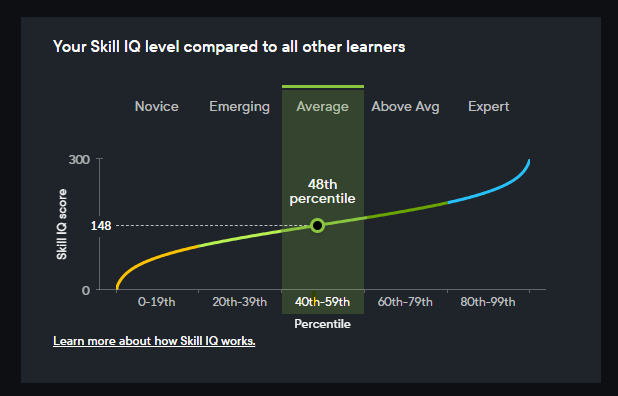 Your Skill IQ level compared to all other learners
Novice Emerging Average Above Avg Expert
300
48th
percentile
148
Skill IQ score
0
0-19th 20th-39th 40th-59th 60th-79th 80th-99th
Percentile
Learn more about how Skill IQ works.